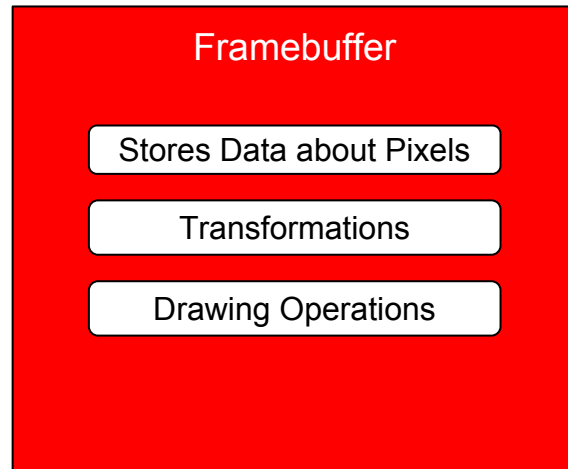 Framebuffer
Stores Data about Pixels
Transformations
Drawing Operations